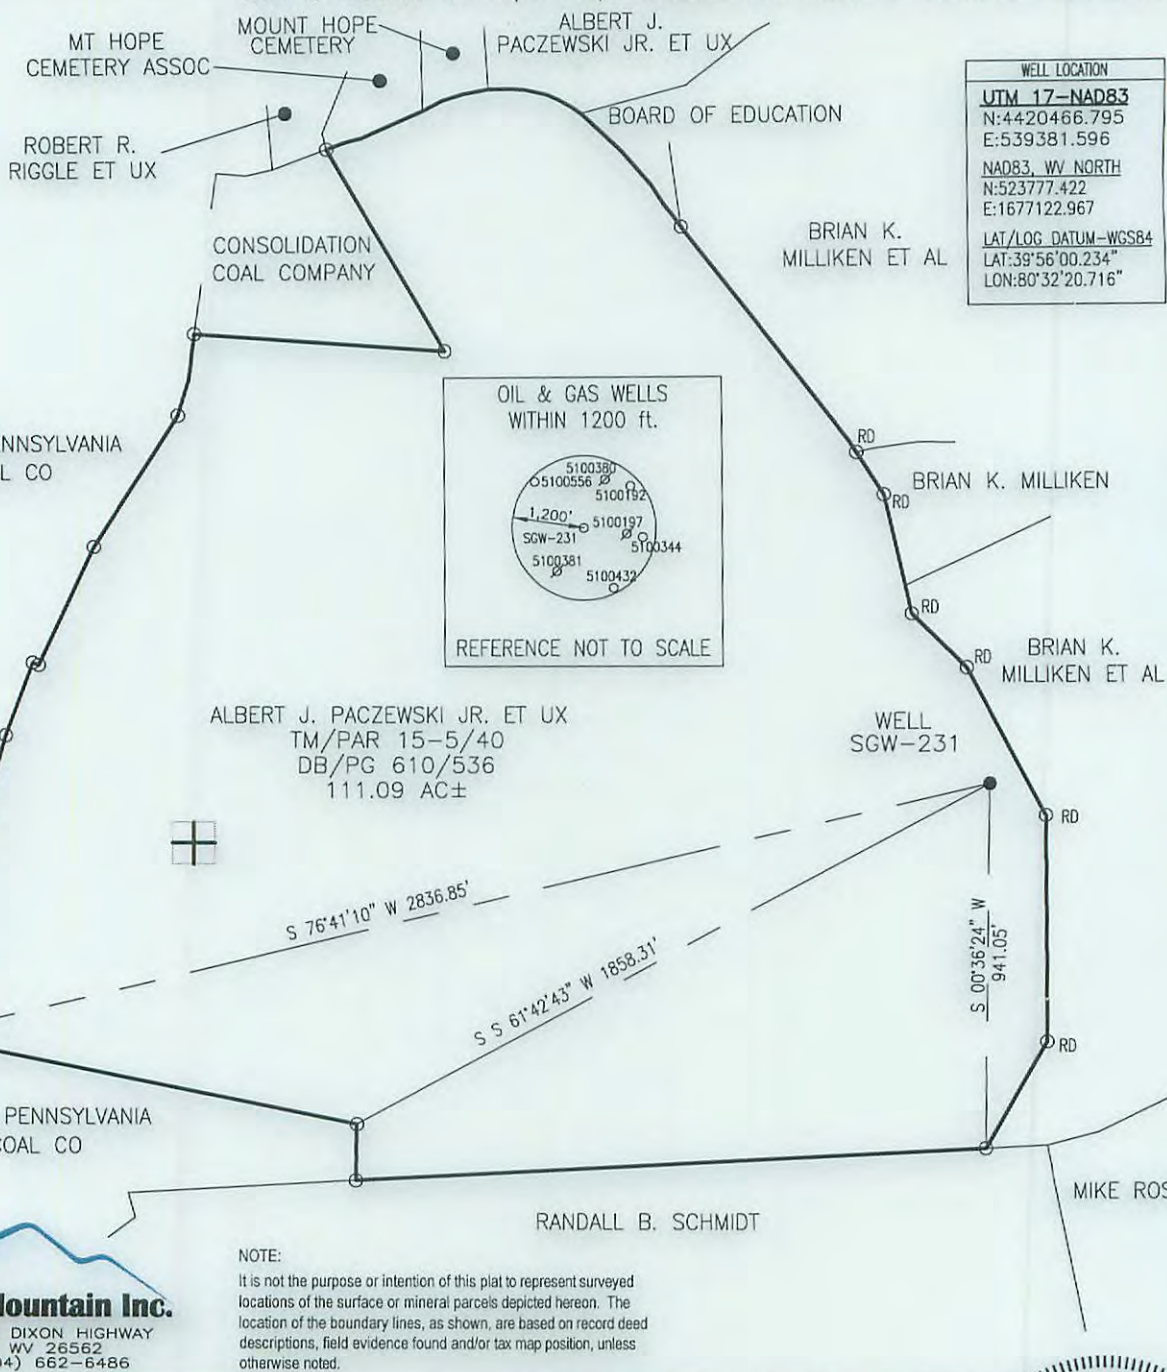 MOUNT HOPE
CEMETERY
ALBERT J.
PACZEWSKI JR. ET UX
MT HOPE
CEMETERY ASSOC
ROBERT R.
RIGGLE ET UX
BOARD OF EDUCATION
WELL LOCATION
UTM 17-NAD83
N:4420466.795
E:539381.596
NAD83, WV NORTH
N:523777.422
E:1677122.967
LAT/LOG DATUM-WGS84
LAT:39°56'00.234"
LON:80°32'20.716"
CONSOLIDATION
COAL COMPANY
BRIAN K.
MILLIKEN ET AL
OIL & GAS WELLS
WITHIN 1200 ft.
5100380
5100556
5100192
1,200'
5100197
SGW-231
5100344
5100381
5100432
REFERENCE NOT TO SCALE
NNSYLVANIA
L CO
RD
RD
BRIAN K. MILLIKEN
RD
RD
BRIAN K.
MILLIKEN ET AL
ALBERT J. PACZEWSKI JR. ET UX
TM/PAR 15-5/40
DB/PG 610/536
111.09 AC±
WELL
SGW-231
RD
S 76°41'10" W 2836.85'
S S 61°42'43" W 1858.31'
S 00°36'24" W
941.05'
RD
PENNSYLVANIA
COAL CO
RANDALL B. SCHMIDT
MIKE ROS
ountain Inc.
DIXON HIGHWAY
WV 26562
4) 662-6486
NOTE:
It is not the purpose or intention of this plat to represent surveyed
locations of the surface or mineral parcels depicted hereon. The
location of the boundary lines, as shown, are based on record deed
descriptions, field evidence found and/or tax map position, unless
otherwise noted.